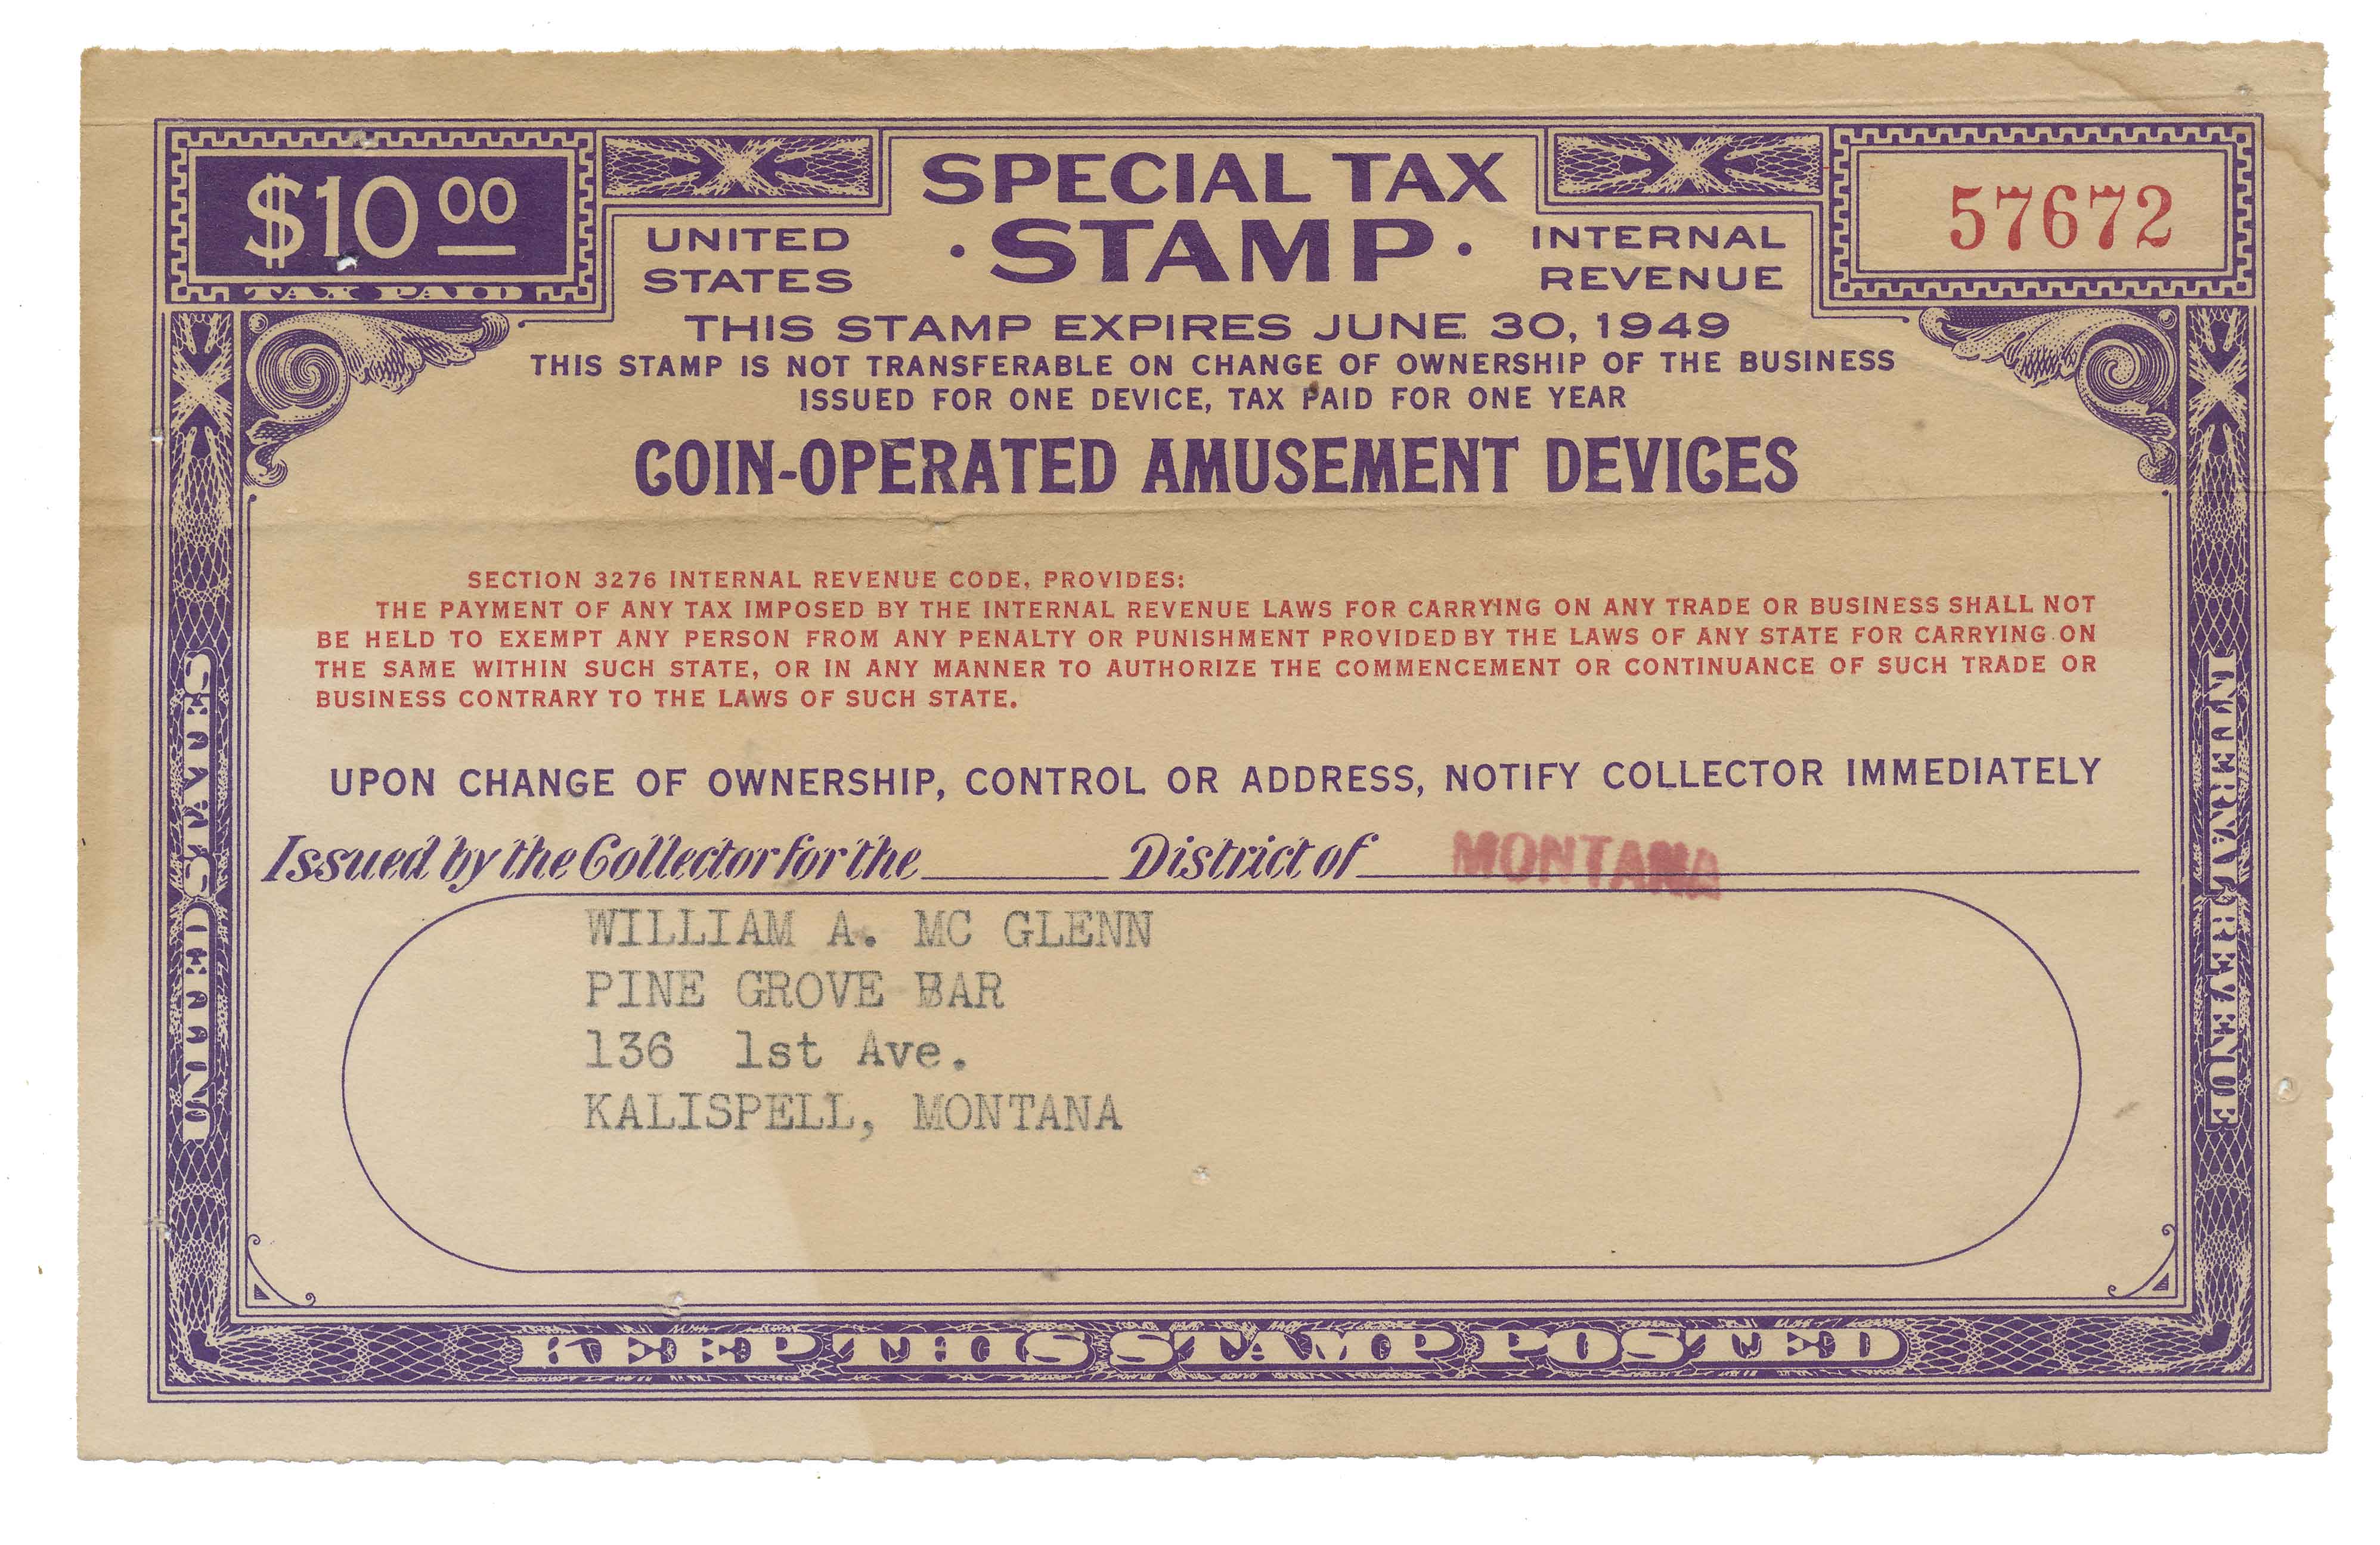 $10 00
TAX PAID
SPECIAL TAX
· STAMP ·
UNITED
STATES
INTERNAL
REVENUE
57672
THIS STAMP EXPIRES JUNE 30, 1949
THIS STAMP IS NOT TRANSFERABLE ON CHANGE OF OWNERSHIP OF THE BUSINESS
ISSUED FOR ONE DEVICE, TAX PAID FOR ONE YEAR
COIN-OPERATED AMUSEMENT DEVICES
SECTION 3276 INTERNAL REVENUE CODE, PROVIDES:
THE PAYMENT OF ANY TAX IMPOSED BY THE INTERNAL REVENUE LAWS FOR CARRYING ON ANY TRADE OR BUSINESS SHALL NOT
BE HELD TO EXEMPT ANY PERSON FROM ANY PENALTY OR PUNISHMENT PROVIDED BY THE LAWS OF ANY STATE FOR CARRYING ON
THE SAME WITHIN SUCH STATE, OR IN ANY MANNER TO AUTHORIZE THE COMMENCEMENT OR CONTINUANCE OF SUCH TRADE OR
BUSINESS CONTRARY TO THE LAWS OF SUCH STATE.
UPON CHANGE OF OWNERSHIP, CONTROL OR ADDRESS, NOTIFY COLLECTOR IMMEDIATELY
Issued by the Collector for the District of MONTANA
WILLIAM A. MC GLENN
PINE GROVE BAR
136 1st Ave.
KALISPELL, MONTANA
UNITED STATES
INTERNAL REVENUE
KEEP THIS STAMP POSTED